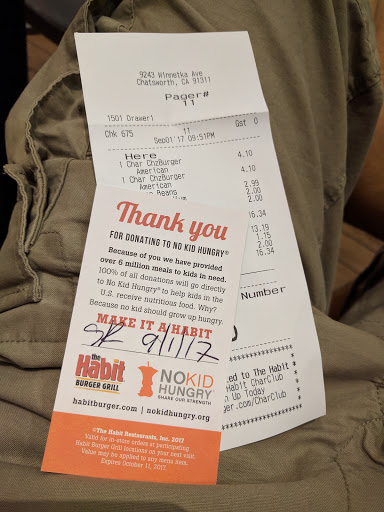 9243 Winnetka Ave
Chatsworth, CA 91311
Pager#
11
1501 Drawer1
Chk 675 11 Gst 0
Sep01'17 09:51PM
Here
1 Char ChzBurger 4.10
American
1 Char ChzBurger 4.10
American
Beans 2.99
2.00
2.00
16.34
13.19
1.15
2.00
16.34
Number
ted to The Habit
Habit CharClub
n Up Today
ger.com/CharClub
Thank you
FOR DONATING TO NO KID HUNGRY®
Because of you we have provided
over 6 million meals to kids in need.
100% of all donations will go directly
to No Kid Hungry® to help kids in the
U.S. receive nutritious food. Why?
Because no kid should grow up hungry.
MAKE IT A HABIT
9/1/17
the
Habit
BURGER GRILL
NO KID
HUNGRY
SHARE OUR STRENGTH
habitburger.com | nokidhungry.org
©The Habit Restaurants, Inc. 2017
Valid for in-store orders at participating
Habit Burger Grill locations on your next visit.
Value may be applied to any menu item.
Expires October 11, 2017.